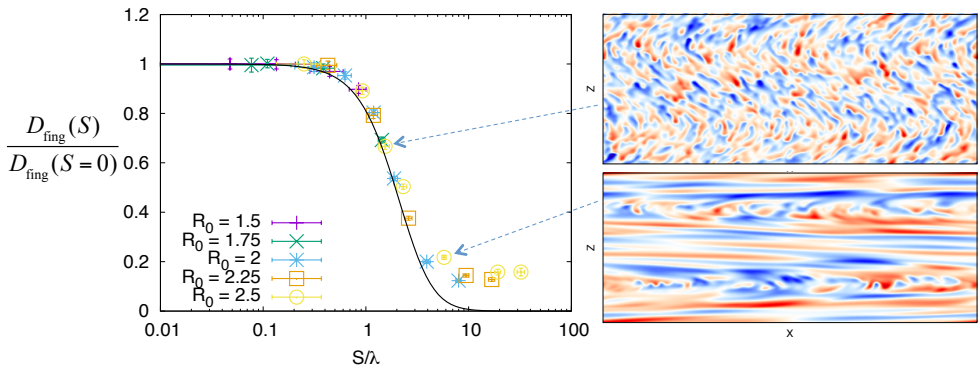 1.2
1
0.8
0.6
0.4
0.2
0
D_fing(S)
D_fing(S = 0)
R_0 = 1.5
R_0 = 1.75
R_0 = 2
R_0 = 2.25
R_0 = 2.5
0.01 0.1 1 10 100
S/λ
z
z
x